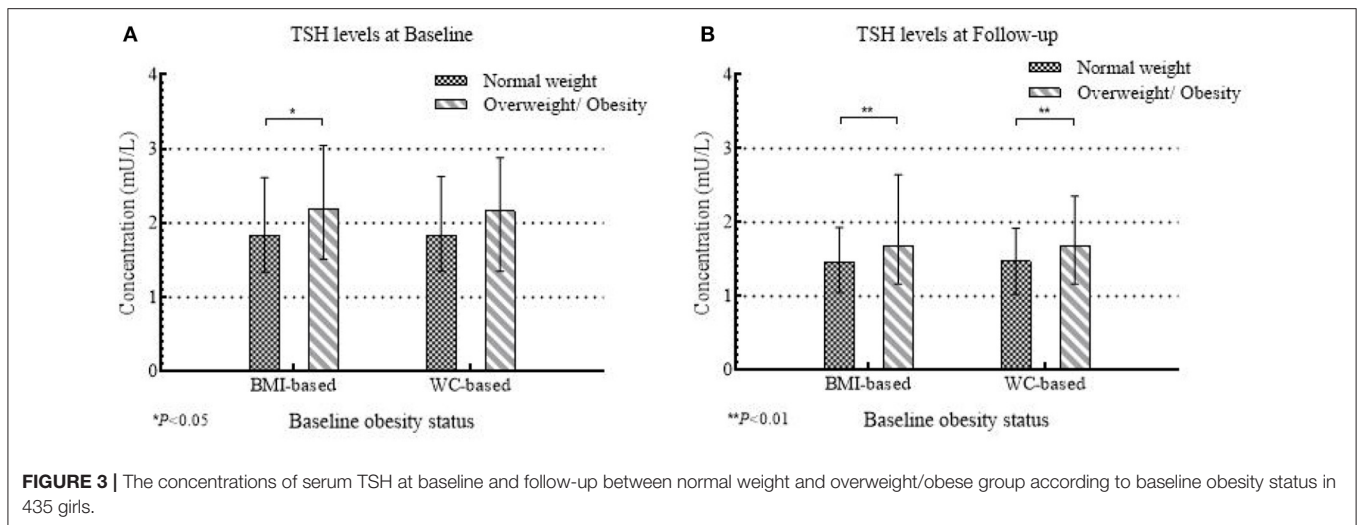 A
TSH levels at Baseline
Normal weight
Overweight/ Obesity
*
4
3
2
1
0
Concentration (mU/L)
BMI-based WC-based
*P<0.05 Baseline obesity status
B
TSH levels at Follow-up
Normal weight
Overweight/ Obesity
** **
4
3
2
1
0
Concentration (mU/L)
BMI-based WC-based
**P<0.01 Baseline obesity status
FIGURE 3 | The concentrations of serum TSH at baseline and follow-up between normal weight and overweight/obese group according to baseline obesity status in
435 girls.